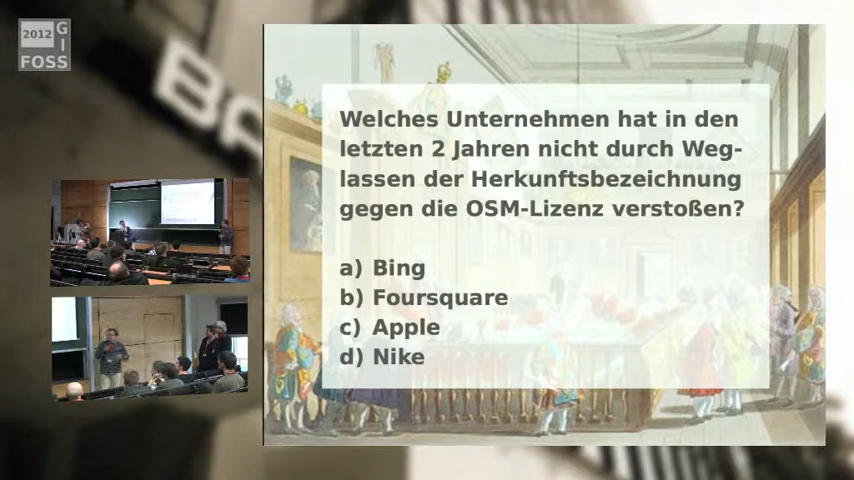 2012
G
I
FOSS
BA
Welches Unternehmen hat in den
letzten 2 Jahren nicht durch Weg-
lassen der Herkunftsbezeichnung
gegen die OSM-Lizenz verstoßen?
a) Bing
b) Foursquare
c) Apple
d) Nike